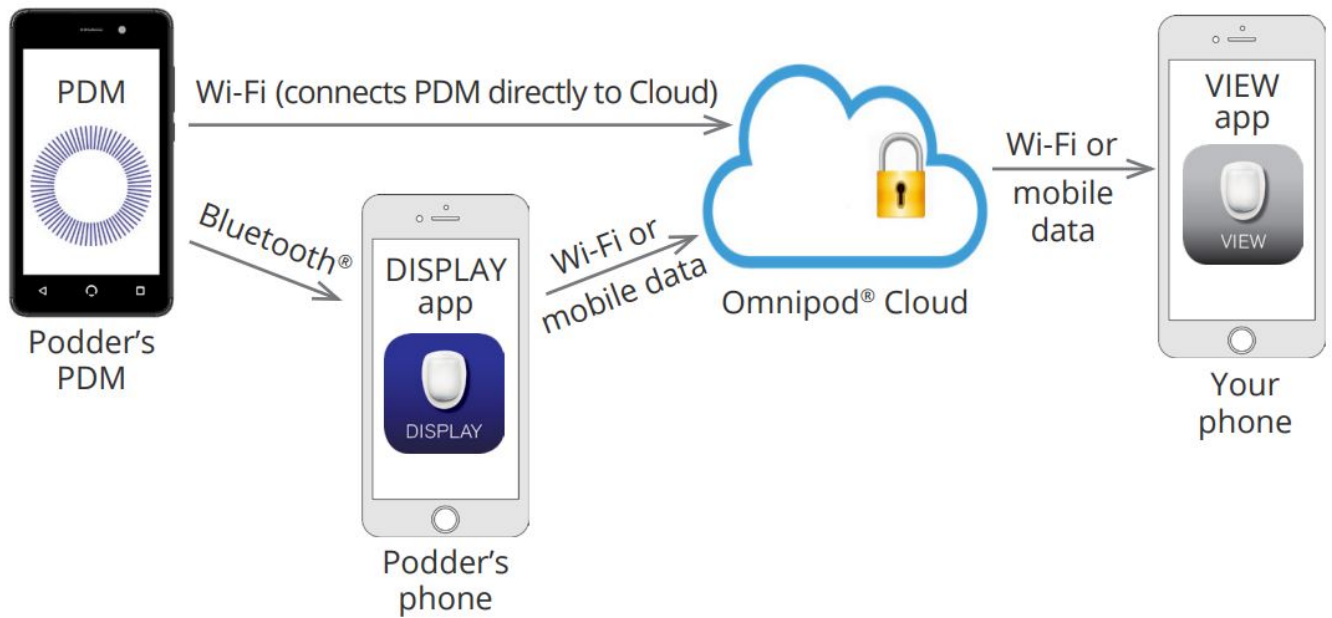 PDM
Wi-Fi (connects PDM directly to Cloud)
Bluetooth®
Podder's
PDM
DISPLAY
app
DISPLAY
Podder's
phone
Wi-Fi or
mobile data
Omnipod® Cloud
Wi-Fi or
mobile
data
VIEW
app
VIEW
Your
phone